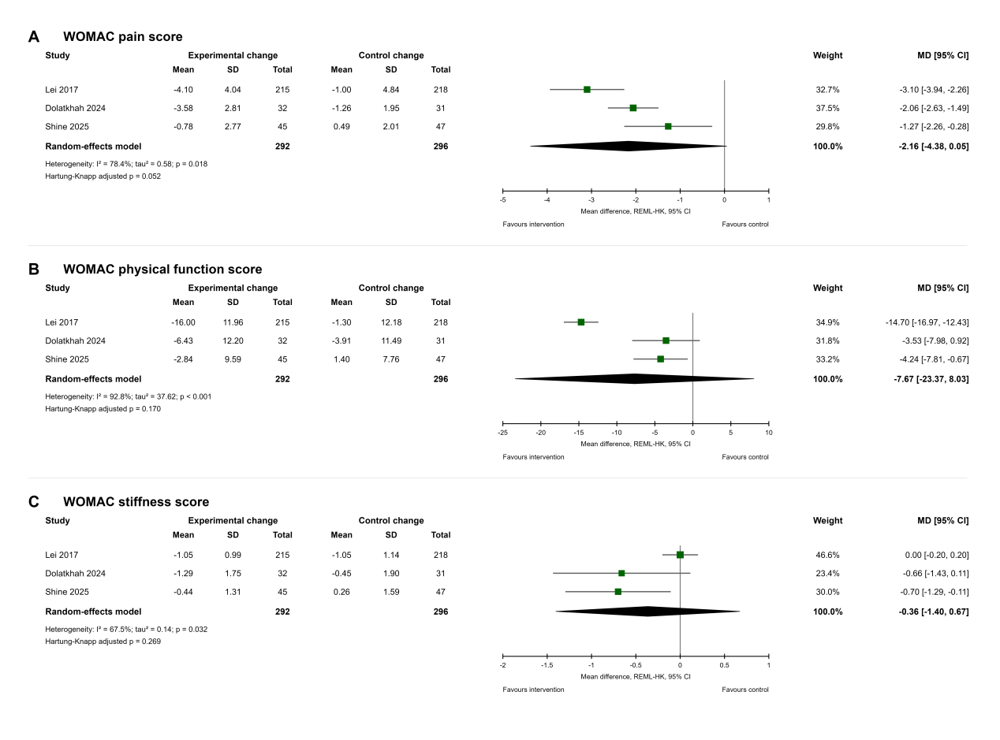 A WOMAC pain score
Study Experimental change Control change Weight MD [95% CI]
Mean SD Total Mean SD Total
Lei 2017 -4.10 4.04 215 -1.00 4.84 218 32.7% -3.10 [-3.94, -2.26]
Dolatkhah 2024 -3.58 2.81 32 -1.26 1.95 31 37.5% -2.06 [-2.63, -1.49]
Shine 2025 -0.78 2.77 45 0.49 2.01 47 29.8% -1.27 [-2.26, -0.28]
Random-effects model 292 296 100.0% -2.16 [-4.38, 0.05]
Heterogeneity: I² = 78.4%; tau² = 0.58; p = 0.018
Hartung-Knapp adjusted p = 0.052
-5 -4 -3 -2 -1 0 1
Mean difference, REML-HK, 95% CI
Favours intervention Favours control
B WOMAC physical function score
Study Experimental change Control change Weight MD [95% CI]
Mean SD Total Mean SD Total
Lei 2017 -16.00 11.96 215 -1.30 12.18 218 34.9% -14.70 [-16.97, -12.43]
Dolatkhah 2024 -6.43 12.20 32 -3.91 11.49 31 31.8% -3.53 [-7.98, 0.92]
Shine 2025 -2.84 9.59 45 1.40 7.76 47 33.2% -4.24 [-7.81, -0.67]
Random-effects model 292 296 100.0% -7.67 [-23.37, 8.03]
Heterogeneity: I² = 92.8%; tau² = 37.62; p < 0.001
Hartung-Knapp adjusted p = 0.170
-25 -20 -15 -10 -5 0 5 10
Mean difference, REML-HK, 95% CI
Favours intervention Favours control
C WOMAC stiffness score
Study Experimental change Control change Weight MD [95% CI]
Mean SD Total Mean SD Total
Lei 2017 -1.05 0.99 215 -1.05 1.14 218 46.6% 0.00 [-0.20, 0.20]
Dolatkhah 2024 -1.29 1.75 32 -0.45 1.90 31 23.4% -0.66 [-1.43, 0.11]
Shine 2025 -0.44 1.31 45 0.26 1.59 47 30.0% -0.70 [-1.29, -0.11]
Random-effects model 292 296 100.0% -0.36 [-1.40, 0.67]
Heterogeneity: I² = 67.5%; tau² = 0.14; p = 0.032
Hartung-Knapp adjusted p = 0.269
-2 -1.5 -1 -0.5 0 0.5 1
Mean difference, REML-HK, 95% CI
Favours intervention Favours control